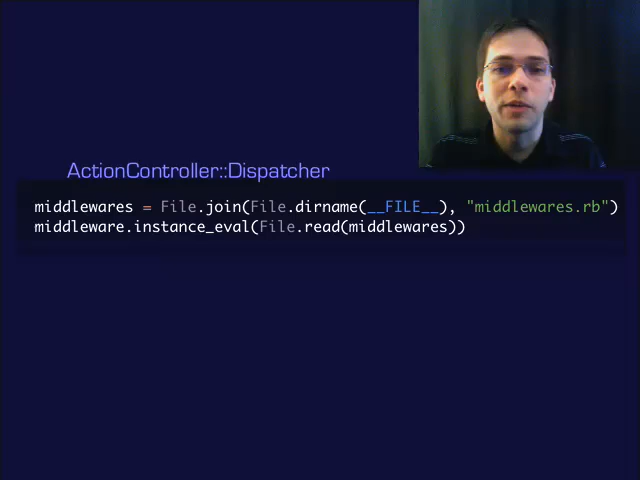 ActionController::Dispatcher
middlewares = File.join(File.dirname(__FILE__), "middlewares.rb")
middleware.instance_eval(File.read(middlewares))